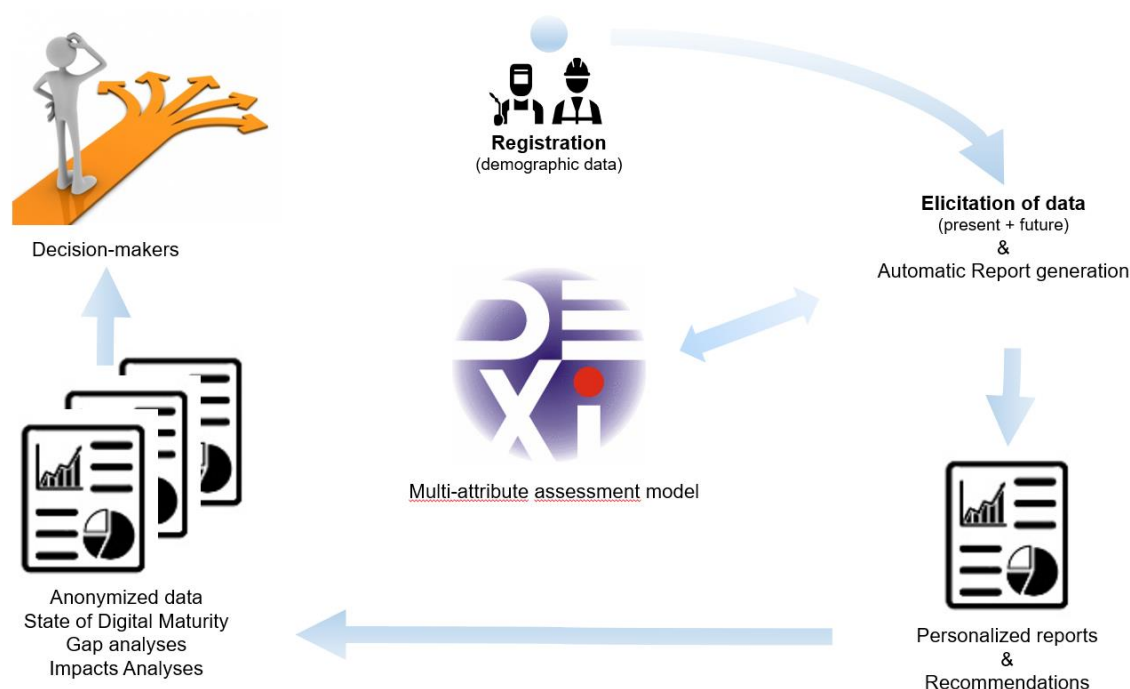 Registration
(demographic data)
Elicitation of data
(present + future)
&
Automatic Report generation
Decision-makers
DEXi
Multi-attribute assessment model
Anonymized data
State of Digital Maturity
Gap analyses
Impacts Analyses
Personalized reports
&
Recommendations